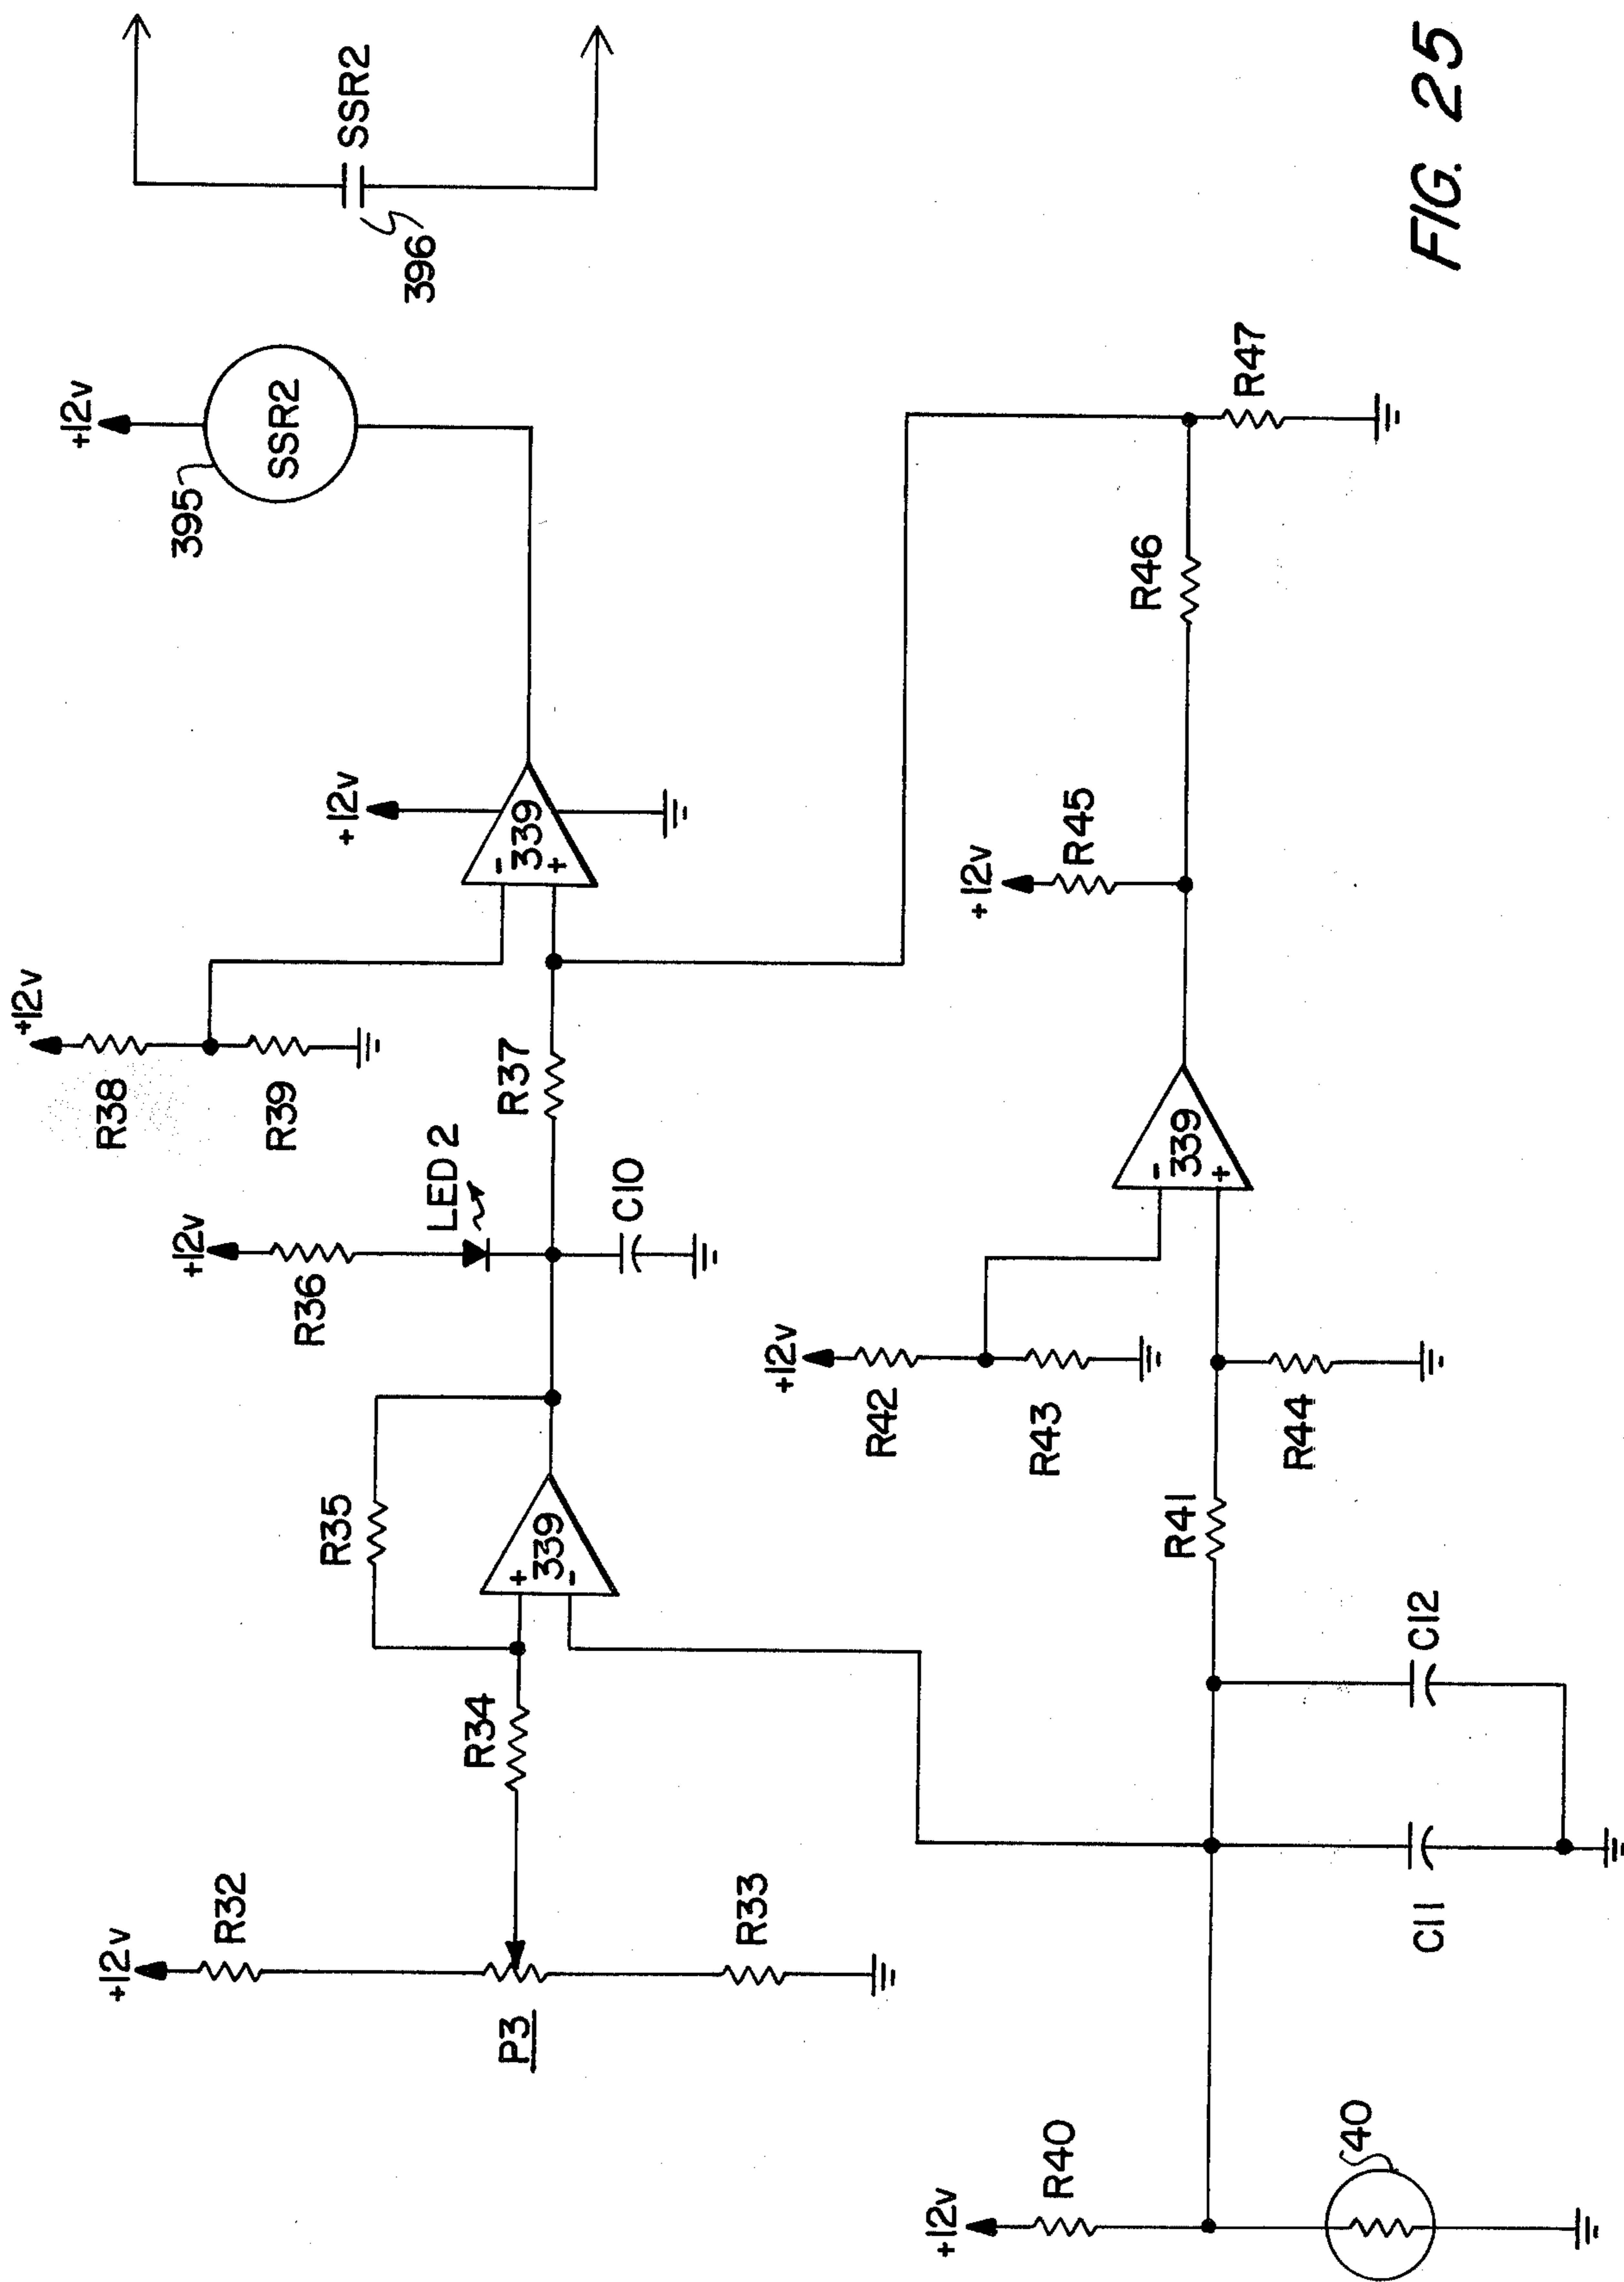 +12v
R32
P3
R33
R34
R35
+
339
-
+12v
R36
LED 2
C10
R37
+12v
R38
R39
+12v
-
339
+
+12v
395
SSR2
SSR2
396
+12v
R40
40
C11
C12
R41
+12v
R42
R43
R44
-
339
+
+12v
R45
R46
R47
FIG. 25